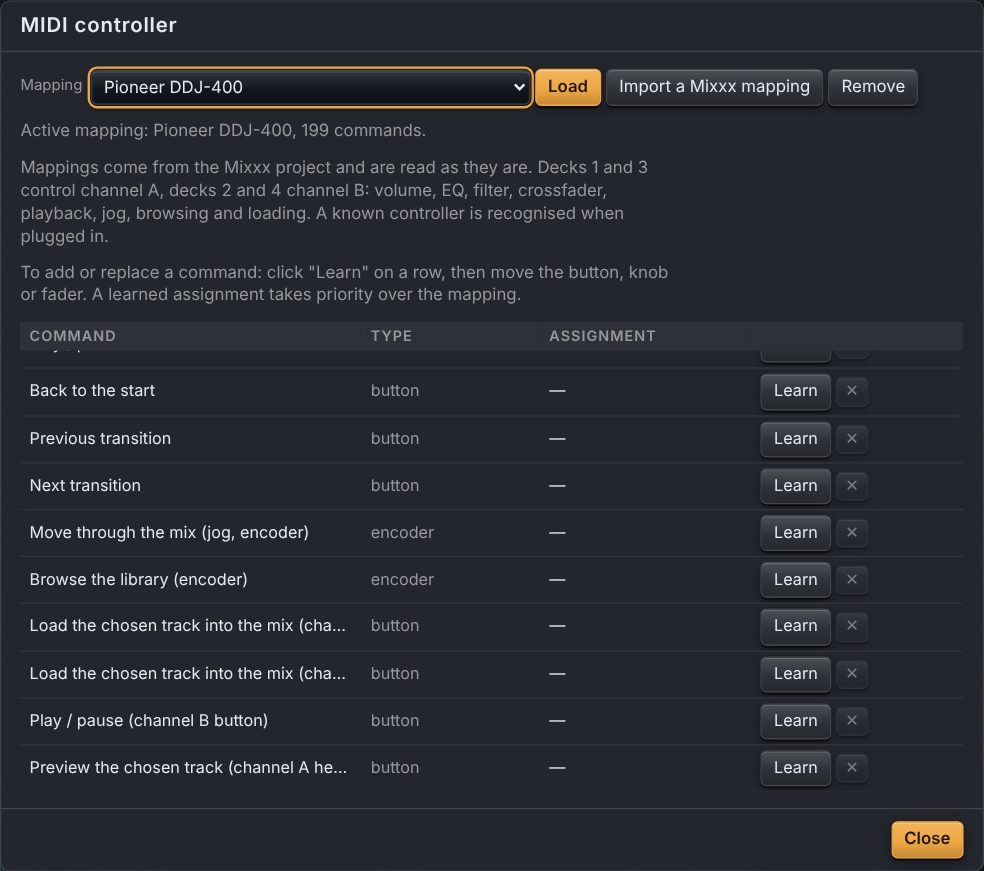 MIDI controller
Mapping Pioneer DDJ-400 Load Import a Mixxx mapping Remove
Active mapping: Pioneer DDJ-400, 199 commands.
Mappings come from the Mixxx project and are read as they are. Decks 1 and 3
control channel A, decks 2 and 4 channel B: volume, EQ, filter, crossfader,
playback, jog, browsing and loading. A known controller is recognised when
plugged in.
To add or replace a command: click "Learn" on a row, then move the button, knob
or fader. A learned assignment takes priority over the mapping.
COMMAND TYPE ASSIGNMENT
Back to the start button — Learn ×
Previous transition button — Learn ×
Next transition button — Learn ×
Move through the mix (jog, encoder) encoder — Learn ×
Browse the library (encoder) encoder — Learn ×
Load the chosen track into the mix (cha... button — Learn ×
Load the chosen track into the mix (cha... button — Learn ×
Play / pause (channel B button) button — Learn ×
Preview the chosen track (channel A he... button — Learn ×
Close